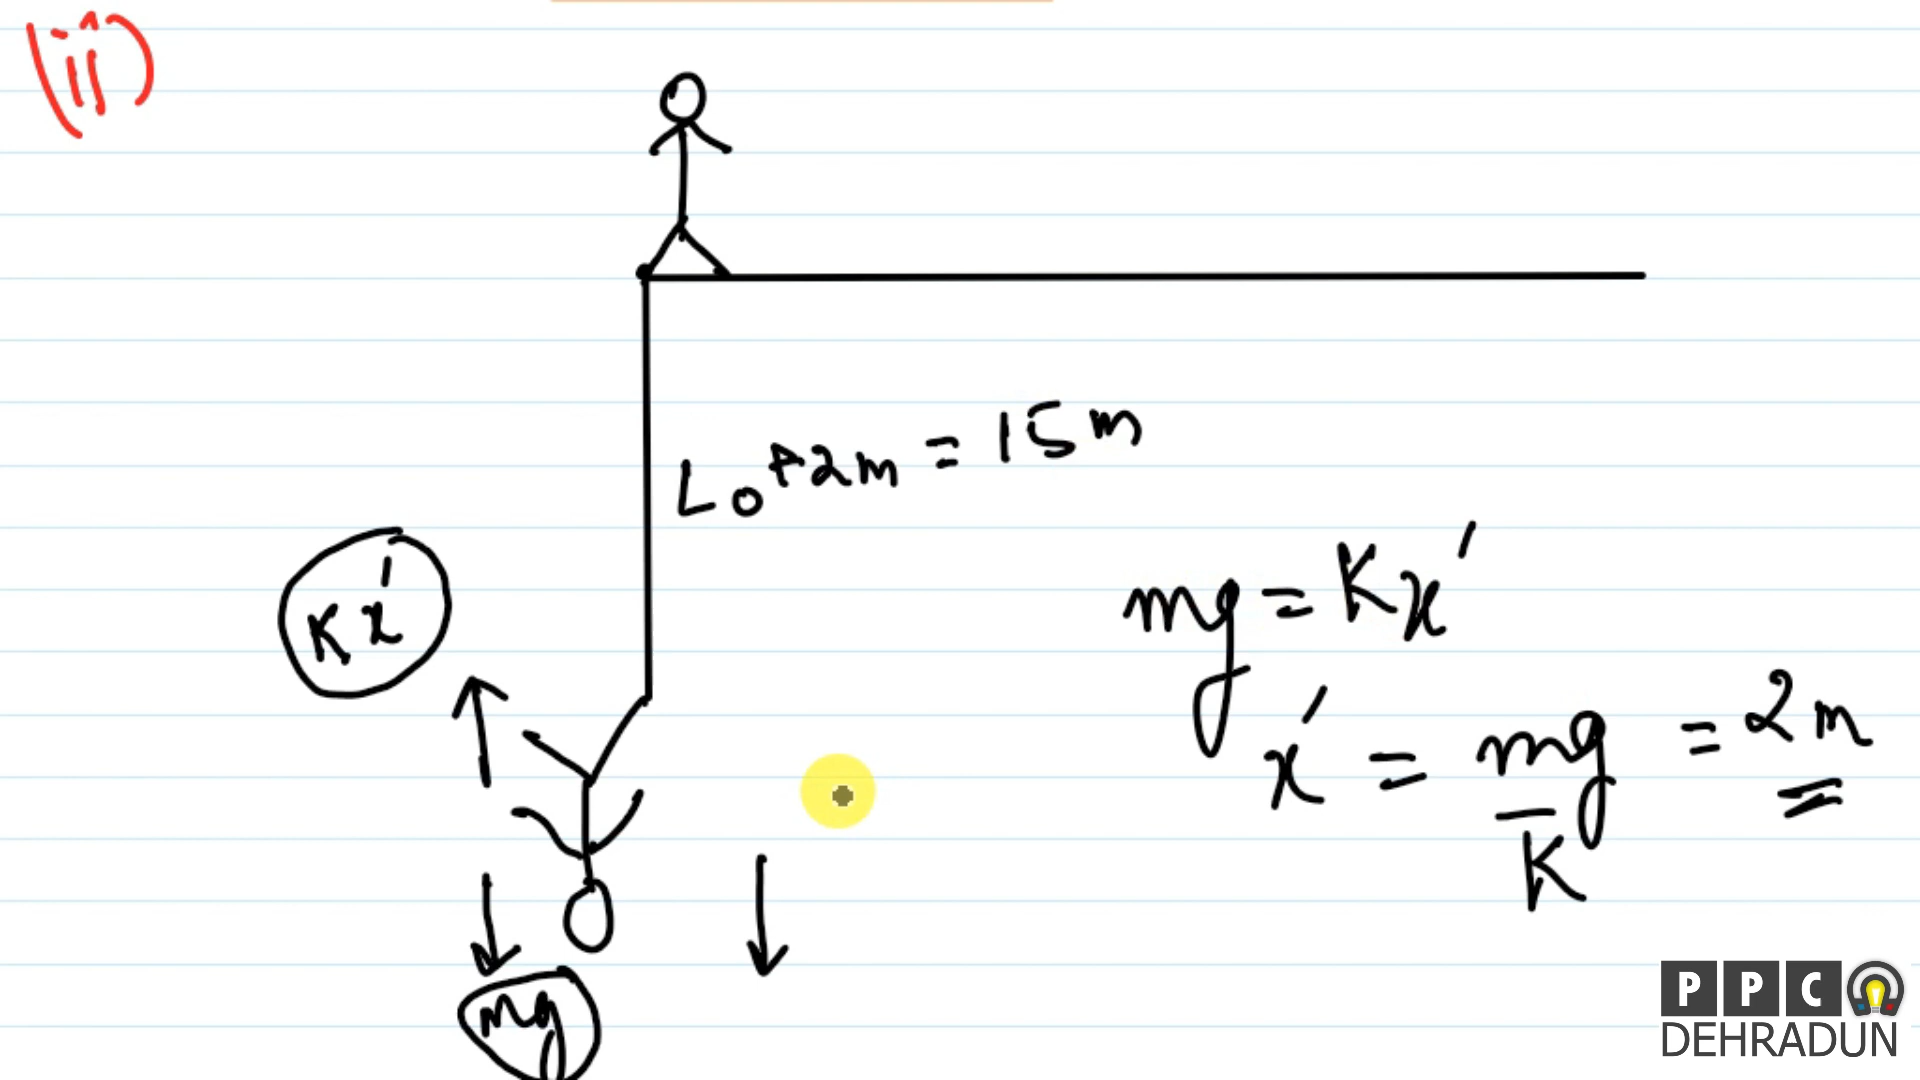 (ii)
L₀+2m = 15m
Kx'
mg = Kx'
x' = mg/K = 2m
mg
PPC
DEHRADUN